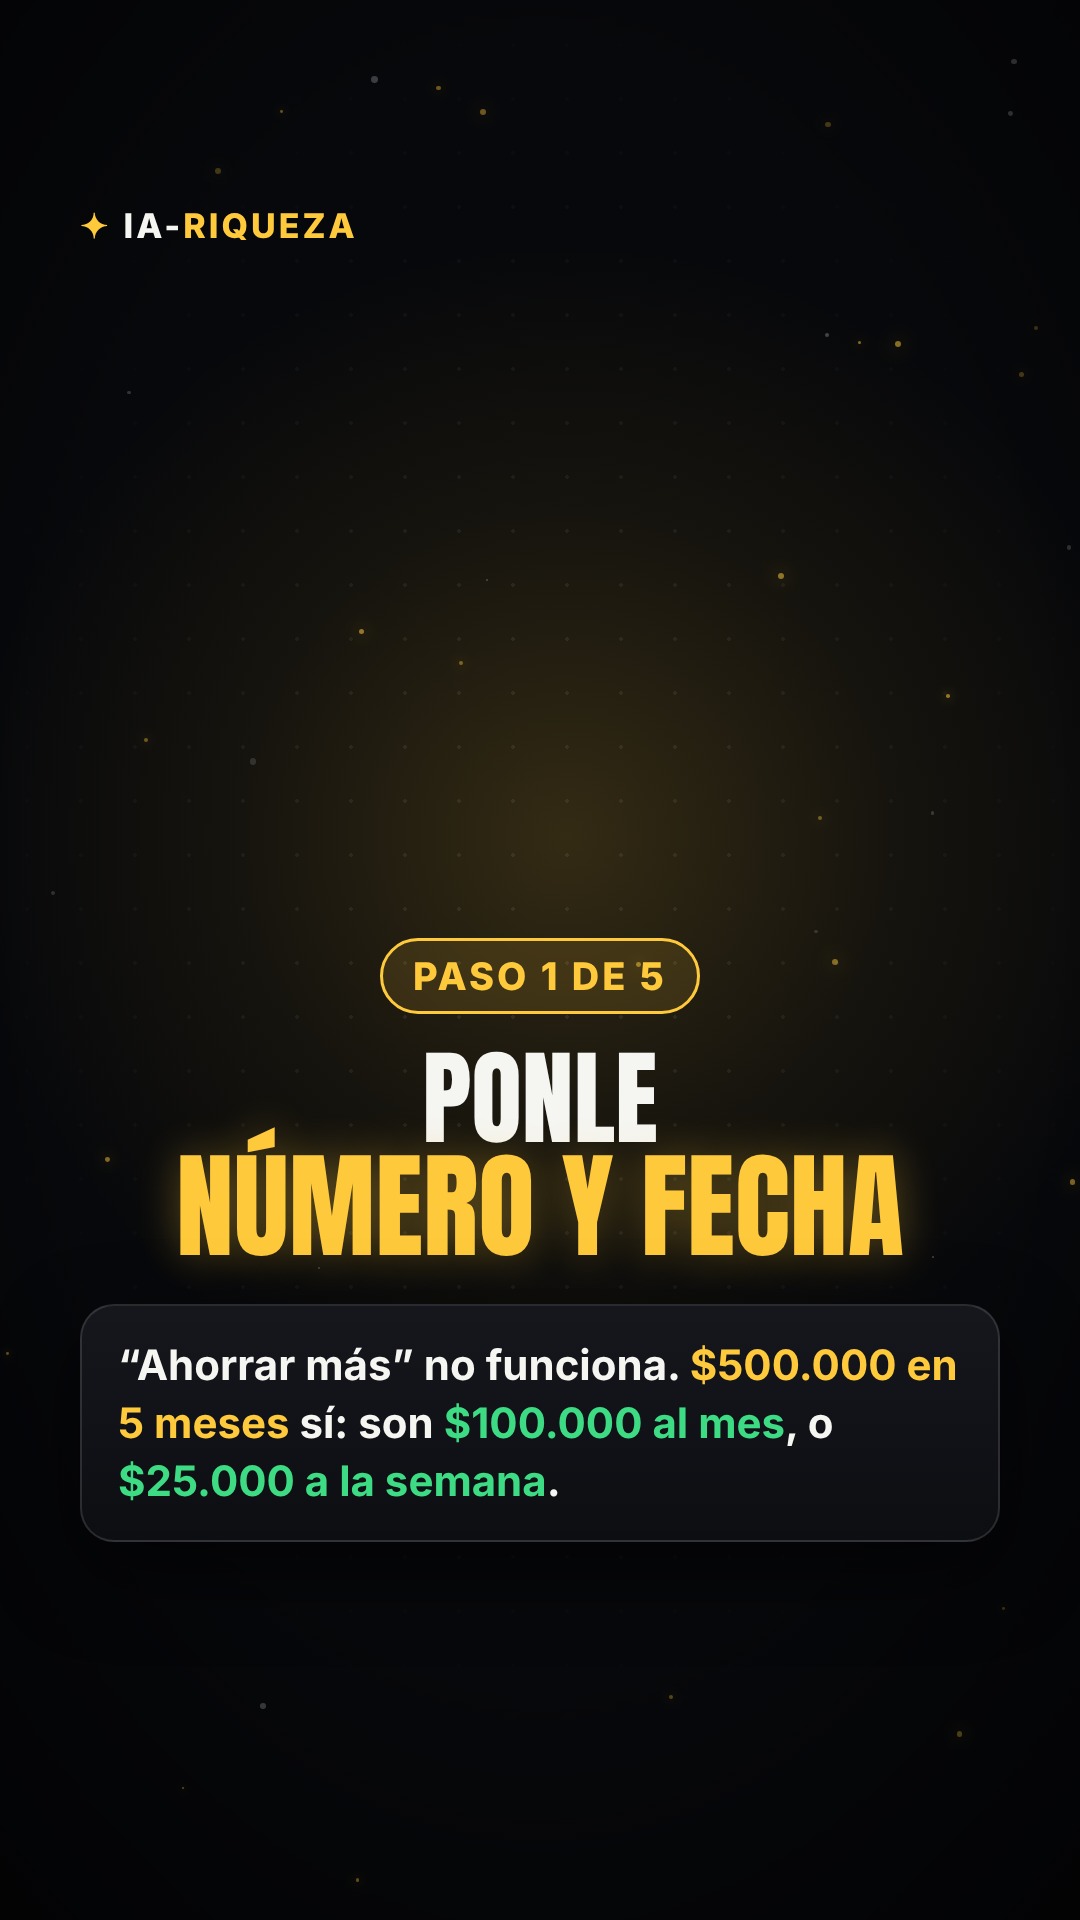 ✦ IA-RIQUEZA
PASO 1 DE 5
PONLE
NÚMERO Y FECHA
“Ahorrar más” no funciona. $500.000 en
5 meses sí: son $100.000 al mes, o
$25.000 a la semana.